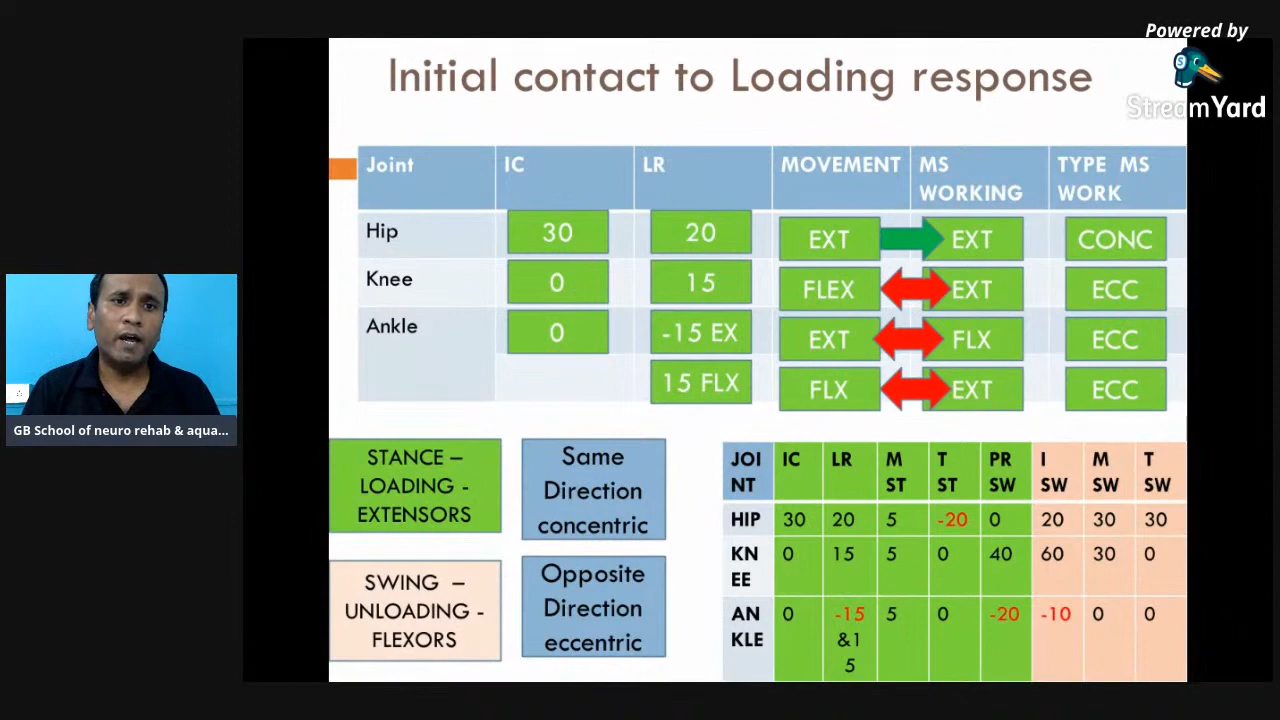 Powered by
StreamYard
Initial contact to Loading response
Joint IC LR MOVEMENT MS WORKING TYPE MS WORK
Hip 30 20 EXT EXT CONC
Knee 0 15 FLEX EXT ECC
Ankle 0 -15 EX EXT FLX ECC
15 FLX FLX EXT ECC
GB School of neuro rehab & aqua...
STANCE –
LOADING -
EXTENSORS
Same
Direction
concentric
SWING –
UNLOADING -
FLEXORS
Opposite
Direction
eccentric
JOI NT IC LR M ST T ST PR SW I SW M SW T SW
HIP 30 20 5 -20 0 20 30 30
KN EE 0 15 5 0 40 60 30 0
AN KLE 0 -15 &1 5 5 0 -20 -10 0 0